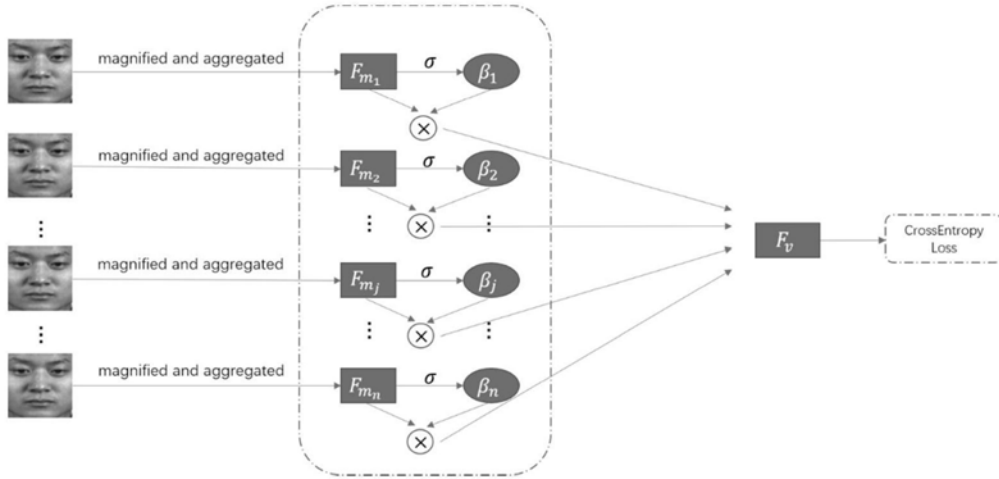 magnified and aggregated F_{m_1} σ β_1
×
magnified and aggregated F_{m_2} σ β_2
⋮ ⋮ × ⋮
F_v CrossEntropy
Loss
magnified and aggregated F_{m_j} σ β_j
⋮ ⋮ × ⋮
magnified and aggregated F_{m_n} σ β_n
×